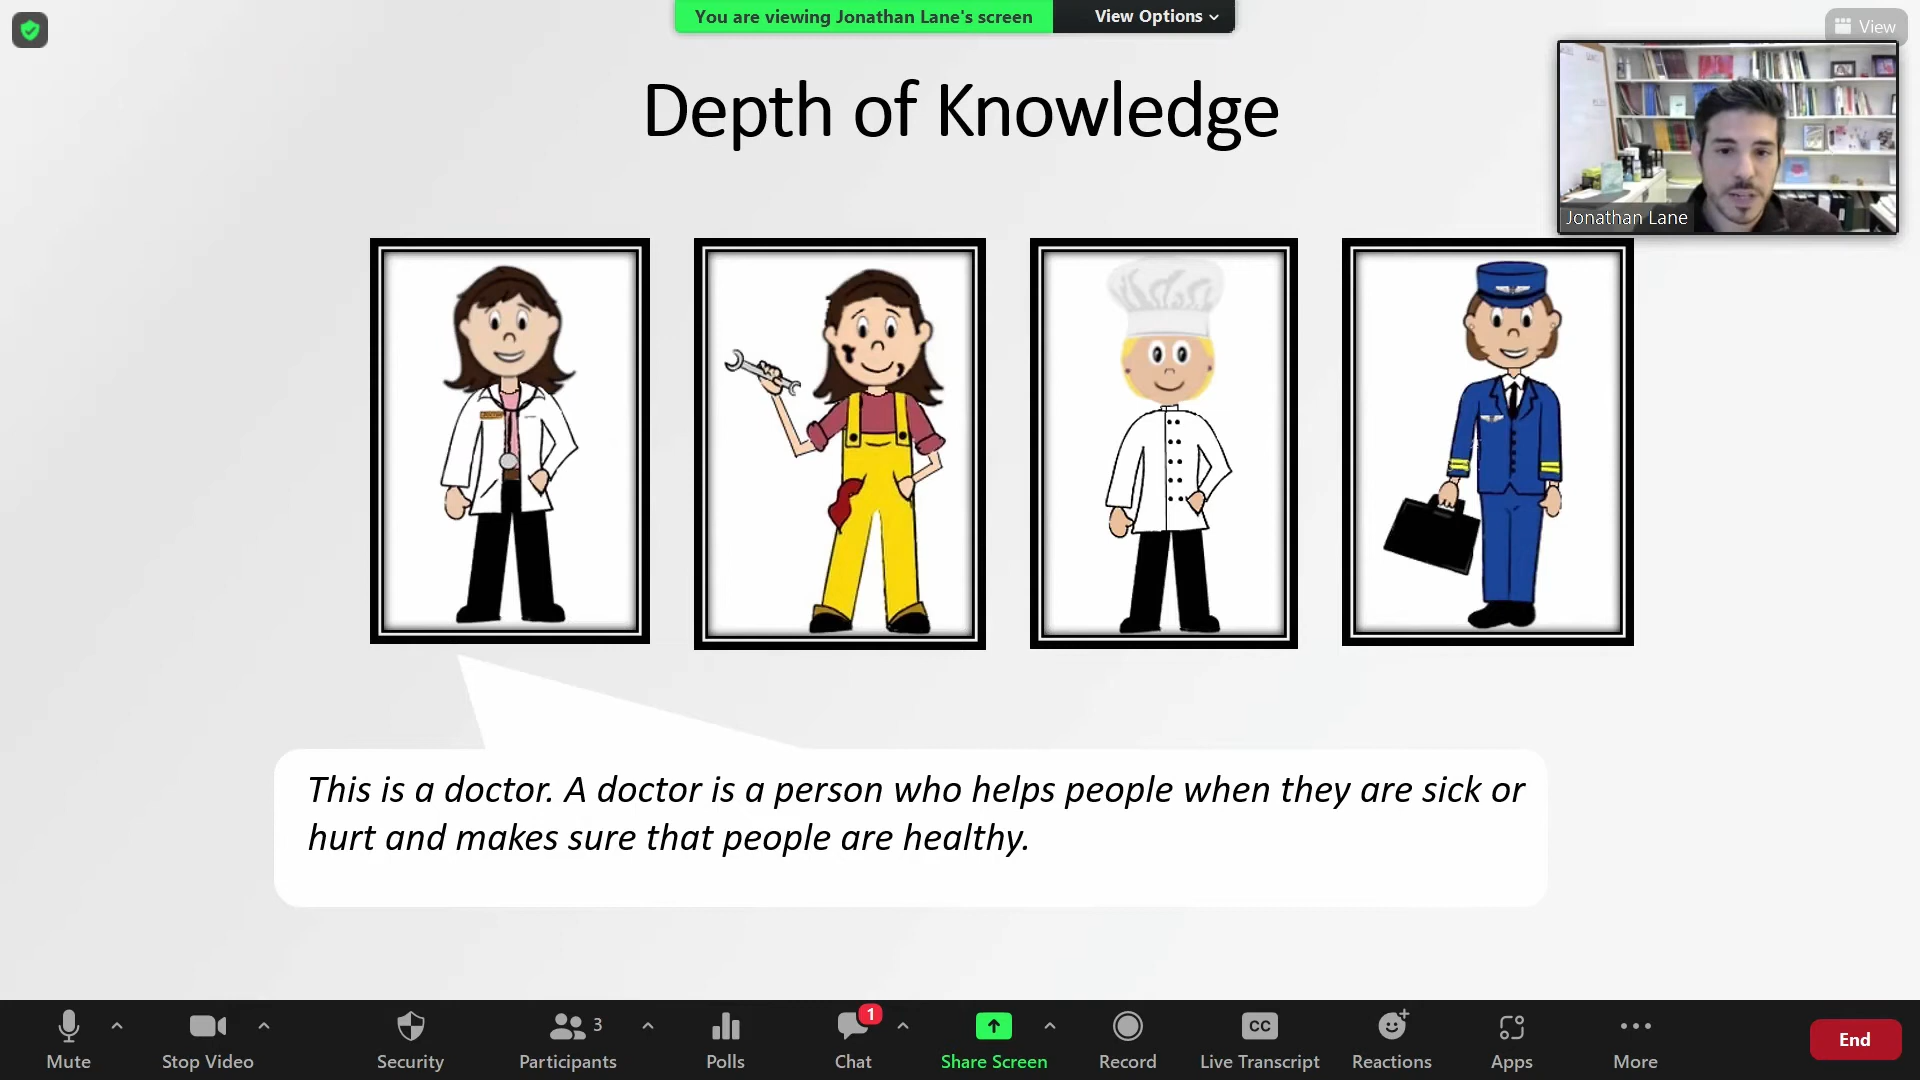 You are viewing Jonathan Lane's screen
View Options
View
Depth of Knowledge
Jonathan Lane
This is a doctor. A doctor is a person who helps people when they are sick or
hurt and makes sure that people are healthy.
Mute
Stop Video
Security
3
Participants
Polls
1
Chat
Share Screen
Record
CC
Live Transcript
Reactions
Apps
More
End